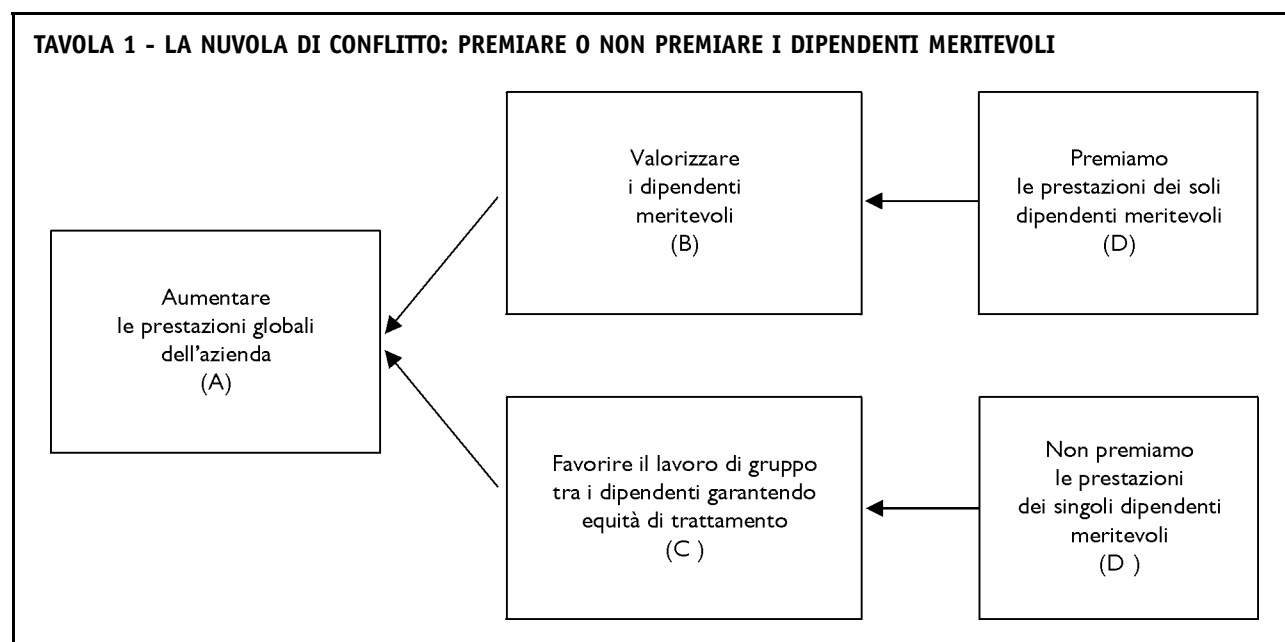 TAVOLA 1 - LA NUVOLA DI CONFLITTO: PREMIARE O NON PREMIARE I DIPENDENTI MERITEVOLI
Aumentare
le prestazioni globali
dell'azienda
(A)
Valorizzare
i dipendenti
meritevoli
(B)
Premiamo
le prestazioni dei soli
dipendenti meritevoli
(D)
Favorire il lavoro di gruppo
tra i dipendenti garantendo
equità di trattamento
(C )
Non premiamo
le prestazioni
dei singoli dipendenti
meritevoli
(D )